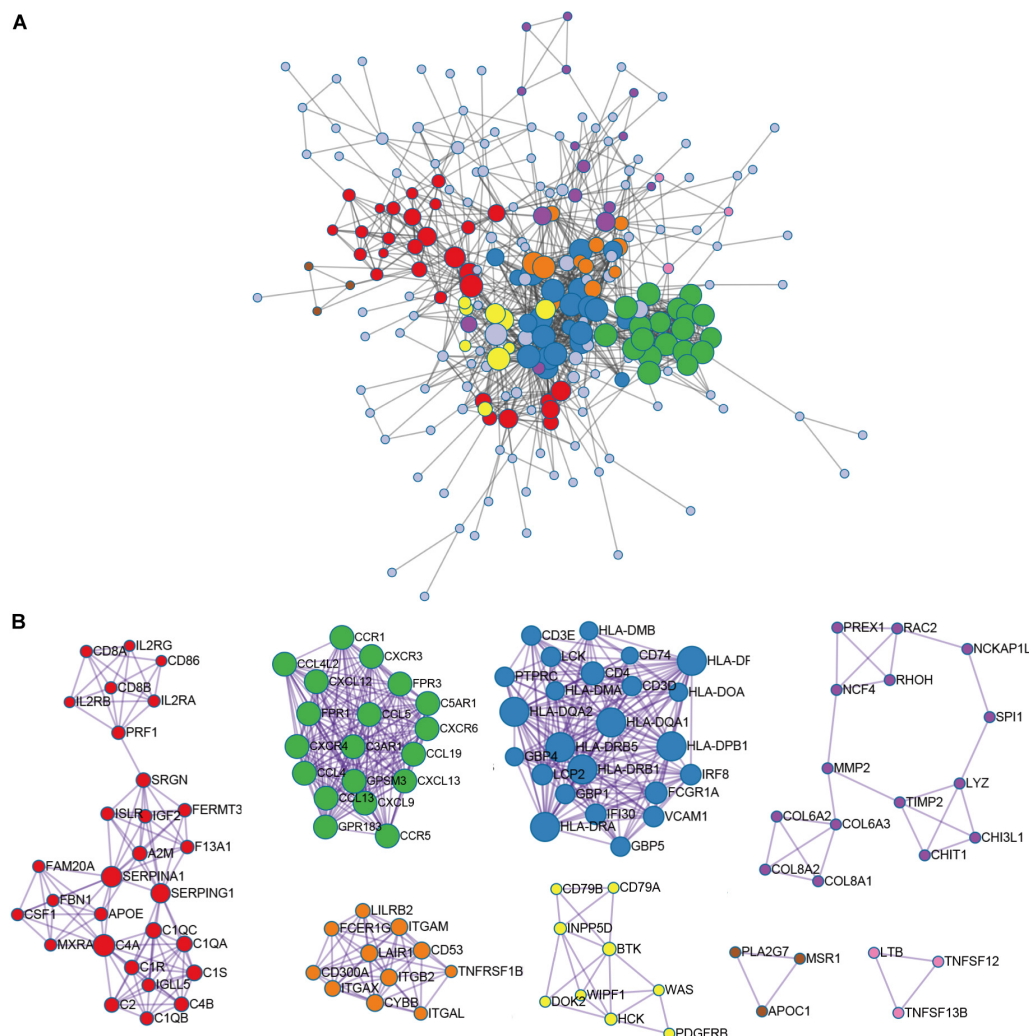 A
B
CD8A
IL2RG
CD86
CD8B
IL2RB
IL2RA
PRF1
SRGN
ISLR
IGF2
FERMT3
A2M
F13A1
FAM20A
SERPINA1
SERPING1
FBN1
CSF1
APOE
MXRA
C4A
C1QC
C1QA
C1R
C1S
IGLL5
C2
C4B
C1QB
CCR1
CCL4L2
CXCR3
CXCL12
FPR3
FPR1
CCL5
C5AR1
CXCR6
CXCR4
C3AR1
CCL19
CCL4
GPSM3
CXCL13
CCL13
CXCL9
GPR183
CCR5
CD3E
HLA-DMB
LCK
CD74
HLA-DF
PTPRC
CD4
HLA-DMA
CD3D
HLA-DOA
HLA-DQA2
HLA-DQA1
HLA-DRB5
HLA-DPB1
GBP4
LCP2
HLA-DRB1
IRF8
GBP1
FCGR1A
IFI30
VCAM1
HLA-DRA
GBP5
PREX1
RAC2
NCKAP1L
NCF4
RHOH
SPI1
MMP2
LYZ
TIMP2
COL6A2
COL6A3
CHI3L1
CHIT1
COL8A2
COL8A1
LILRB2
FCER1G
ITGAM
LAIR1
CD53
CD300A
ITGB2
TNFRSF1B
ITGAX
CYBB
ITGAL
CD79B
CD79A
INPP5D
BTK
WAS
DOK2
WIPF1
HCK
PDGFRB
PLA2G7
MSR1
APOC1
LTB
TNFSF12
TNFSF13B